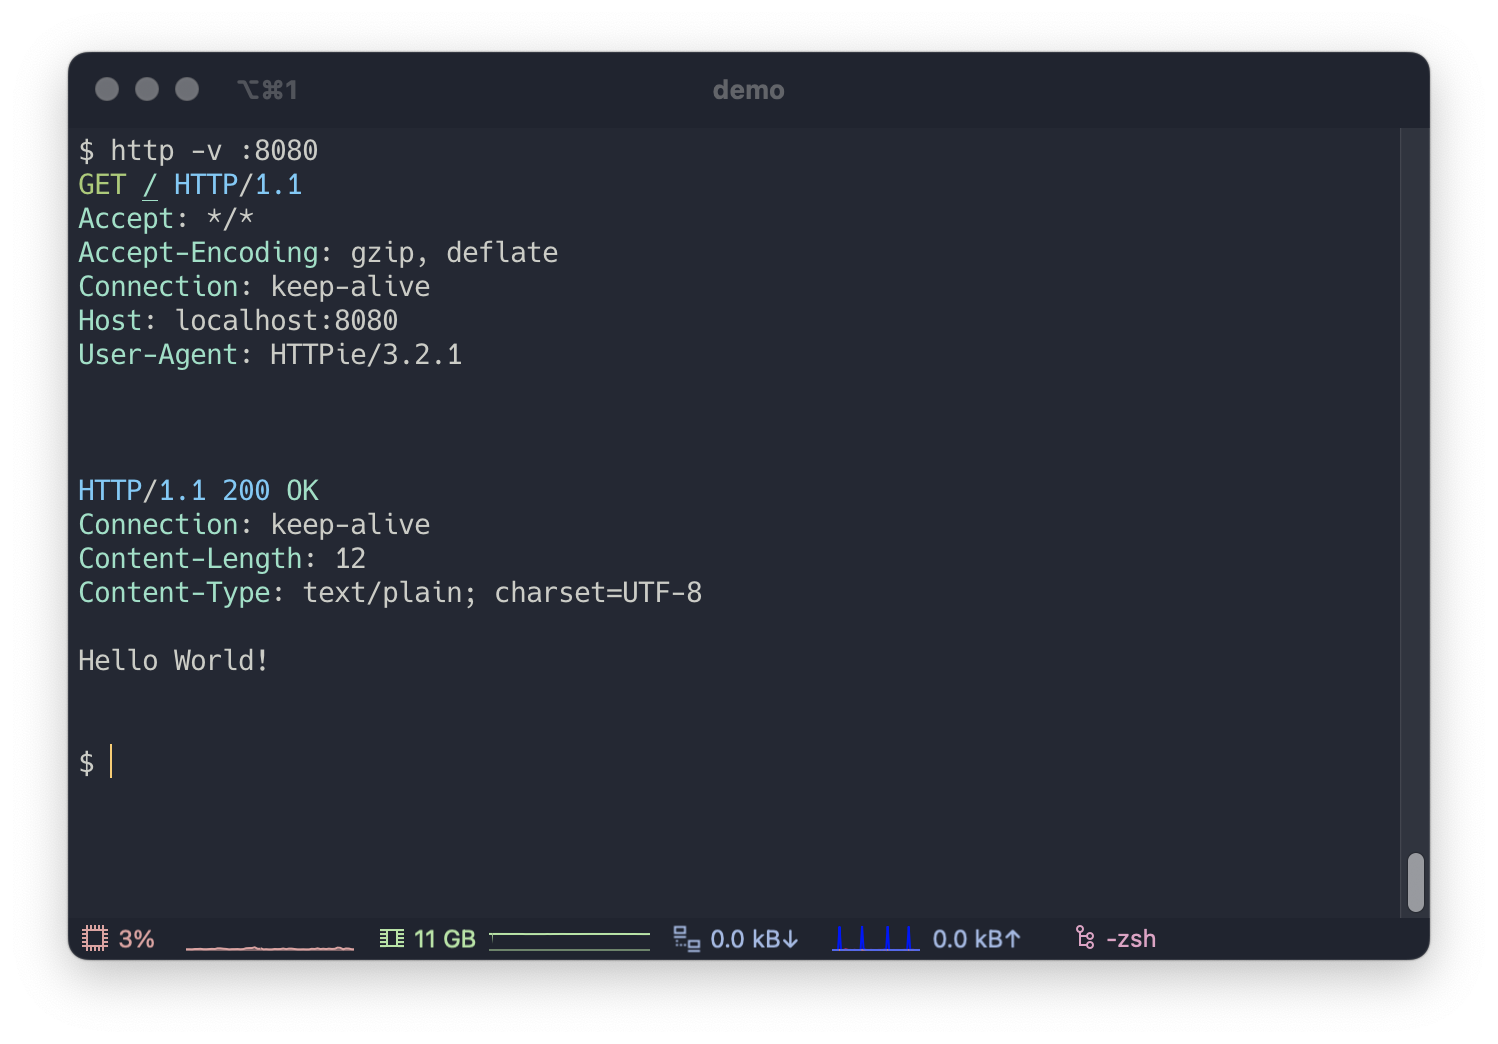 ⌥⌘1 demo
$ http -v :8080
GET / HTTP/1.1
Accept: */*
Accept-Encoding: gzip, deflate
Connection: keep-alive
Host: localhost:8080
User-Agent: HTTPie/3.2.1
HTTP/1.1 200 OK
Connection: keep-alive
Content-Length: 12
Content-Type: text/plain; charset=UTF-8
Hello World!
$
3% 11 GB 0.0 kB↓ 0.0 kB↑ -zsh